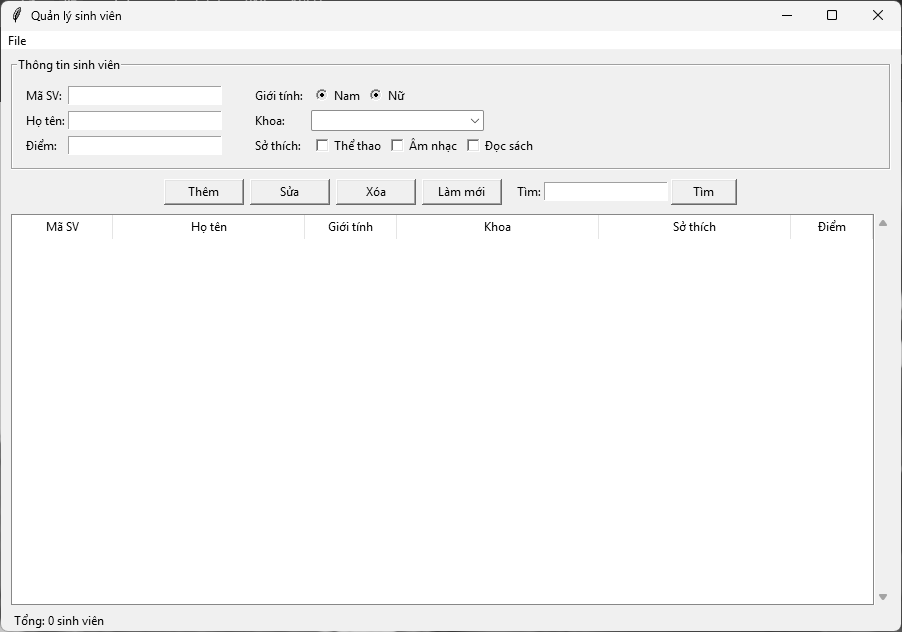 Quản lý sinh viên
File
Thông tin sinh viên
Mã SV: Giới tính: Nam Nữ
Họ tên: Khoa:
Điểm: Sở thích: Thể thao Âm nhạc Đọc sách
Thêm Sửa Xóa Làm mới Tìm: Tìm
Mã SV Họ tên Giới tính Khoa Sở thích Điểm
Tổng: 0 sinh viên